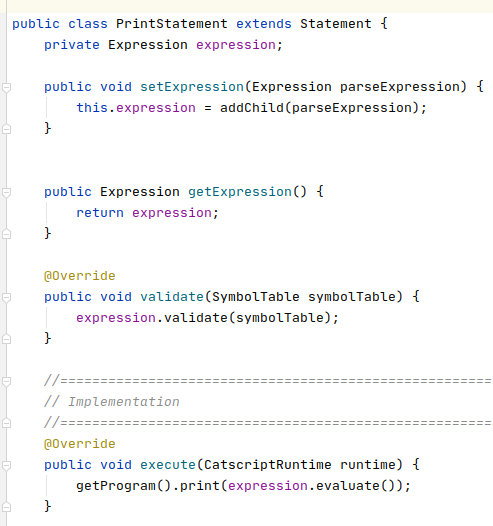 public class PrintStatement extends Statement {
    private Expression expression;

    public void setExpression(Expression parseExpression) {
        this.expression = addChild(parseExpression);
    }


    public Expression getExpression() {
        return expression;
    }

    @Override
    public void validate(SymbolTable symbolTable) {
        expression.validate(symbolTable);
    }

    //======================================================
    // Implementation
    //======================================================
    @Override
    public void execute(CatscriptRuntime runtime) {
        getProgram().print(expression.evaluate());
    }